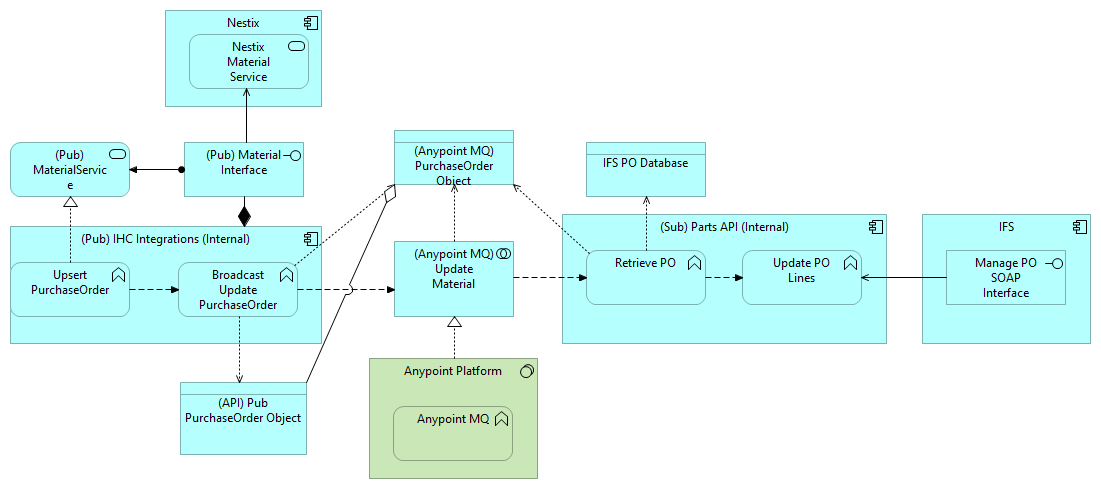 Nestix
Nestix
Material
Service
(Pub)
MaterialServic
e
(Pub) Material
Interface
(Anypoint MQ)
PurchaseOrder
Object
IFS PO Database
(Pub) IHC Integrations (Internal)
Upsert
PurchaseOrder
Broadcast
Update
PurchaseOrder
(Anypoint MQ)
Update
Material
(Sub) Parts API (Internal)
Retrieve PO
Update PO
Lines
IFS
Manage PO
SOAP
Interface
(API) Pub
PurchaseOrder Object
Anypoint Platform
Anypoint MQ